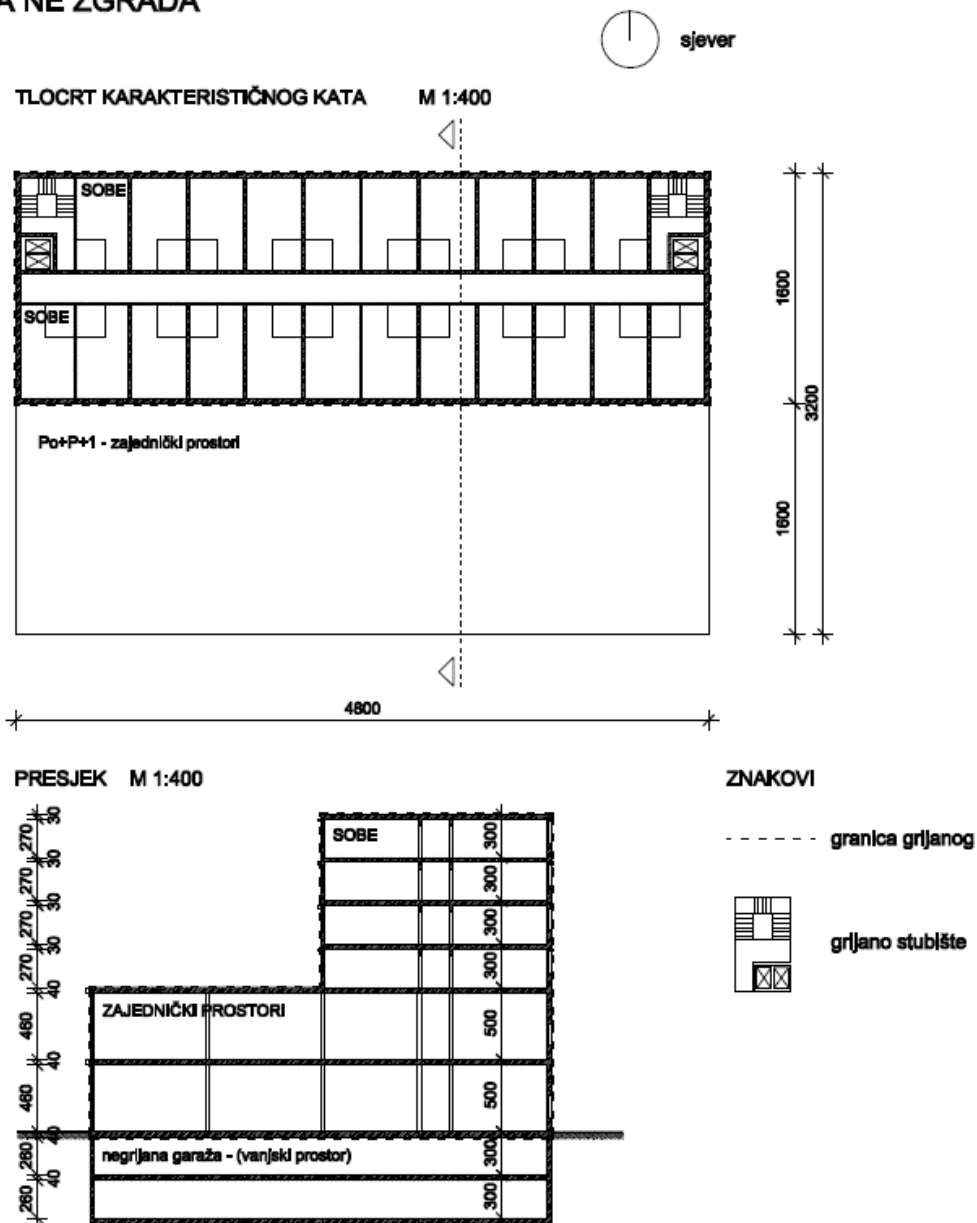 A NE ZGRADA
sjever
TLOCRT KARAKTERISTIČNOG KATA M 1:400
SOBE
SOBE
Po+P+1 - zajednički prostori
1600
1600
3200
4800
PRESJEK M 1:400
ZNAKOVI
30
270
30
270
30
270
30
270
40
460
40
460
40
260
40
260
SOBE
300
300
300
300
ZAJEDNIČKI PROSTORI
500
500
negrijana garaža - (vanjski prostor)
300
300
granica grijanog
grijano stubište